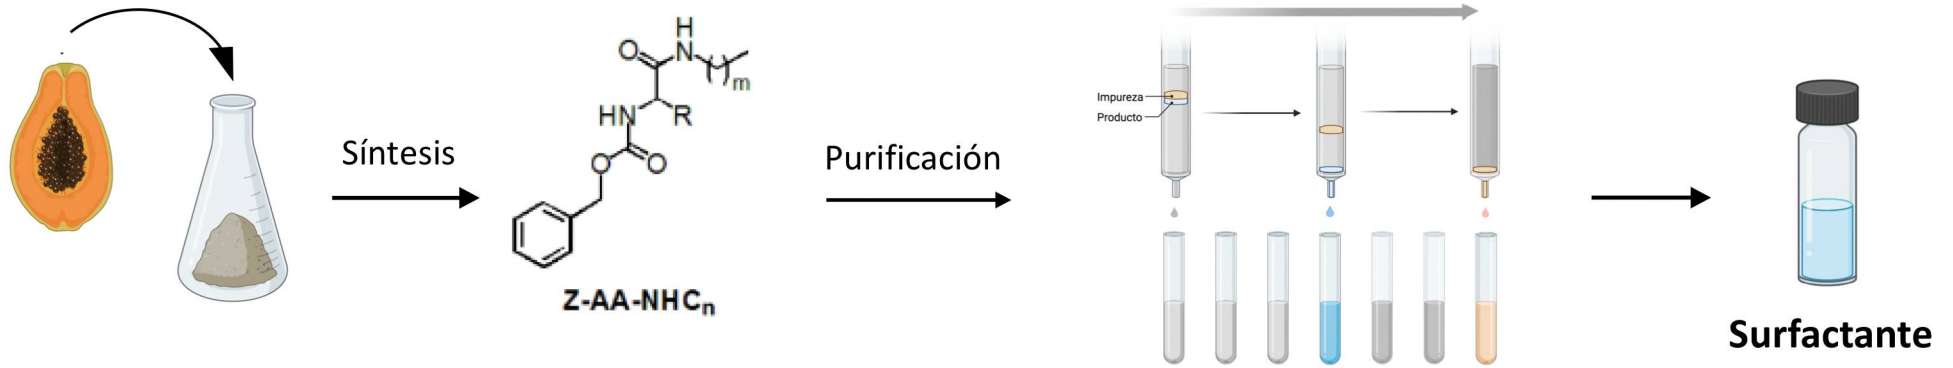 Síntesis
O
H
N
m
HN
R
O
O
Z-AA-NHCn
Purificación
Impureza
Producto
Surfactante